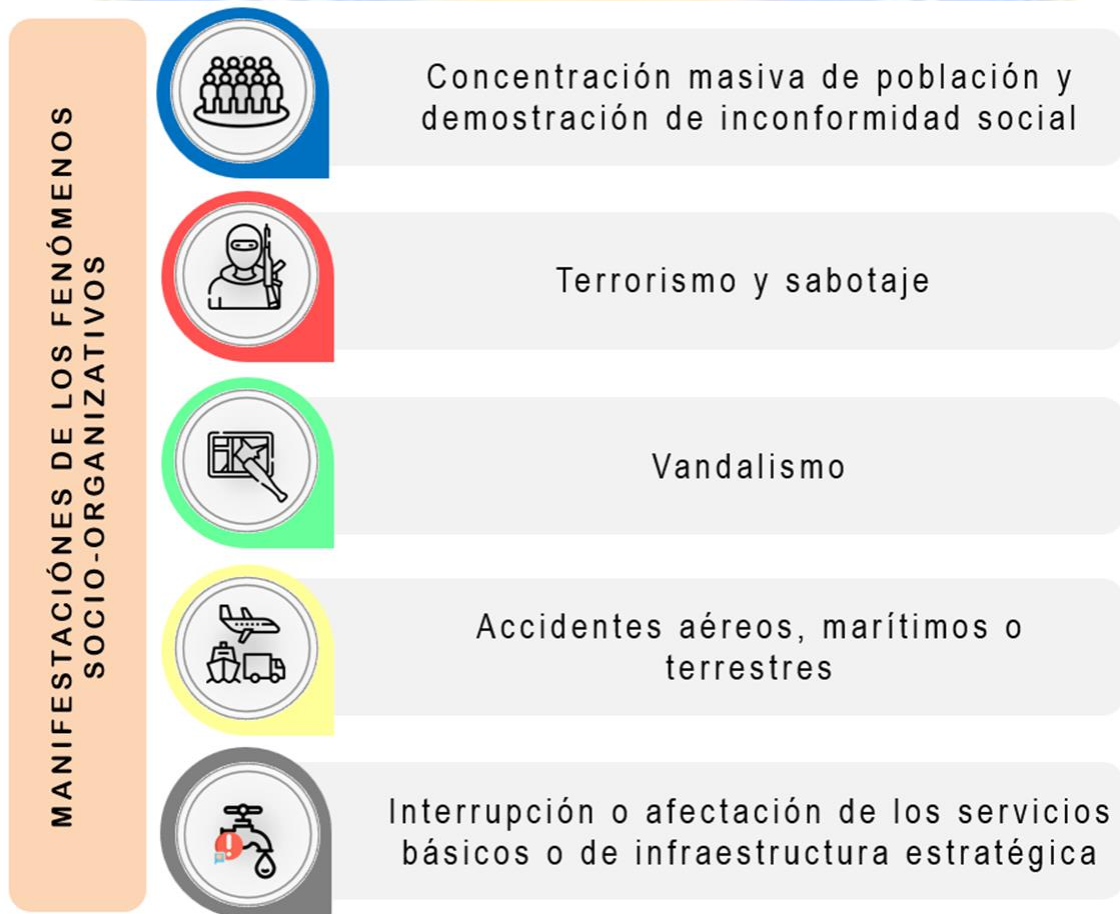 MANIFESTACIÓNES DE LOS FENÓMENOS
SOCIO-ORGANIZATIVOS
Concentración masiva de población y
demostración de inconformidad social
Terrorismo y sabotaje
Vandalismo
Accidentes aéreos, marítimos o
terrestres
Interrupción o afectación de los servicios
básicos o de infraestructura estratégica